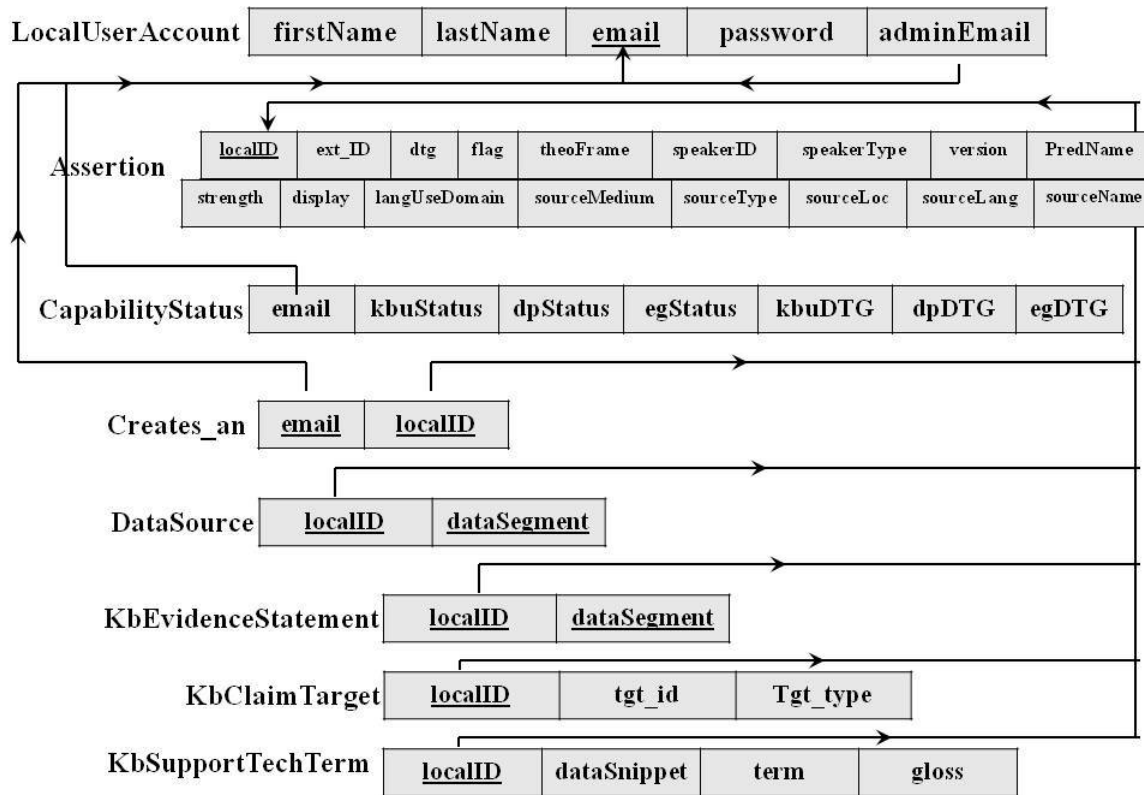 LocalUserAccount firstName lastName email password adminEmail
localID ext_ID dtg flag theoFrame speakerID speakerType version PredName
Assertion
strength display langUseDomain sourceMedium sourceType sourceLoc sourceLang sourceName
CapabilityStatus email kbuStatus dpStatus egStatus kbuDTG dpDTG egDTG
Creates_an email localID
DataSource localID dataSegment
KbEvidenceStatement localID dataSegment
KbClaimTarget localID tgt_id Tgt_type
KbSupportTechTerm localID dataSnippet term gloss